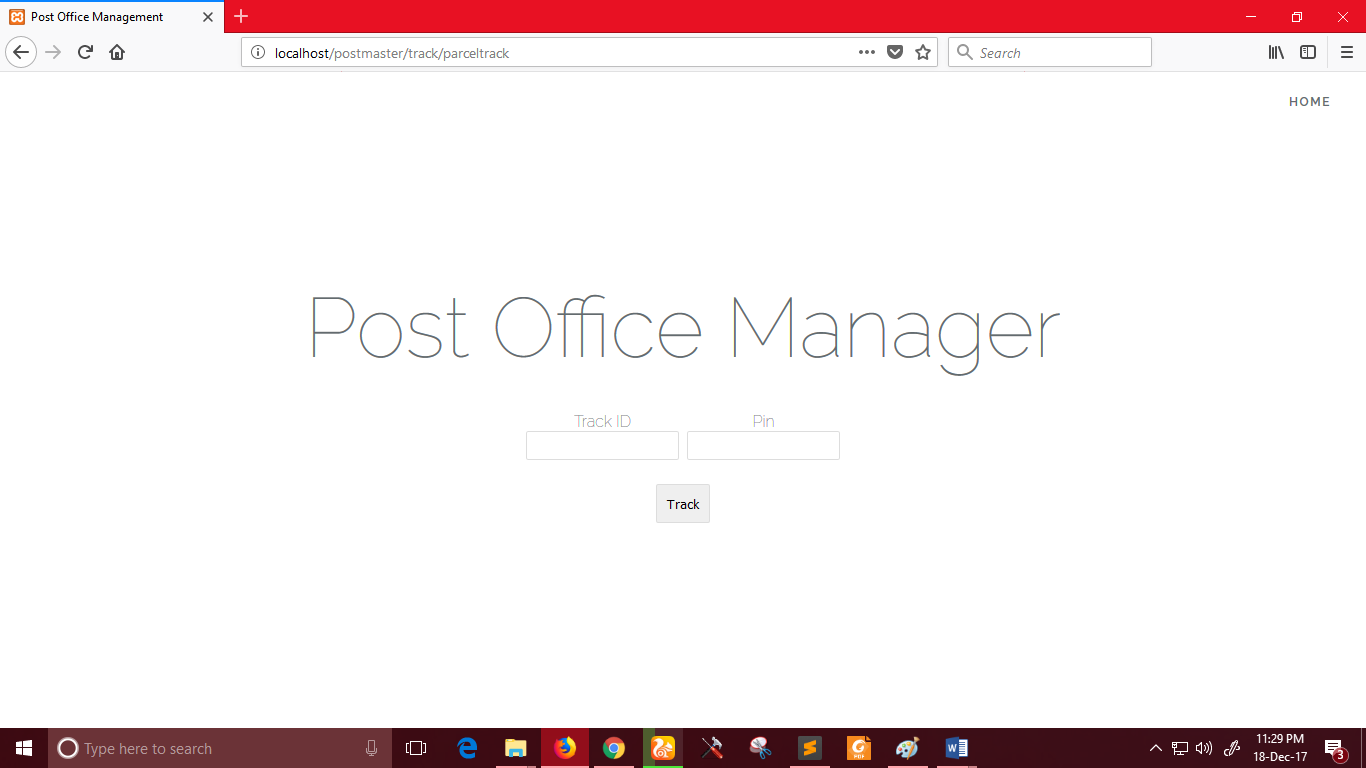 Post Office Management
localhost/postmaster/track/parceltrack
Search
HOME
Post Office Manager
Track ID Pin
Track
Type here to search
PDF
11:29 PM
18-Dec-17
3